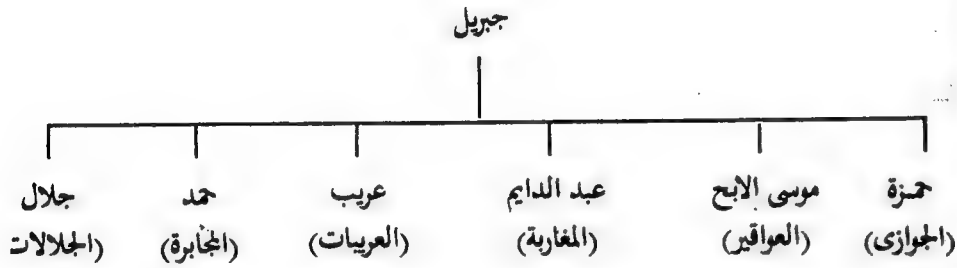 جبريل
حمزة موسى الابح عبد الدايم عريب حمد جلال
(الجوازى) (العواقير) (المغاربة) (العريبات) (المجابرة) (الجلالات